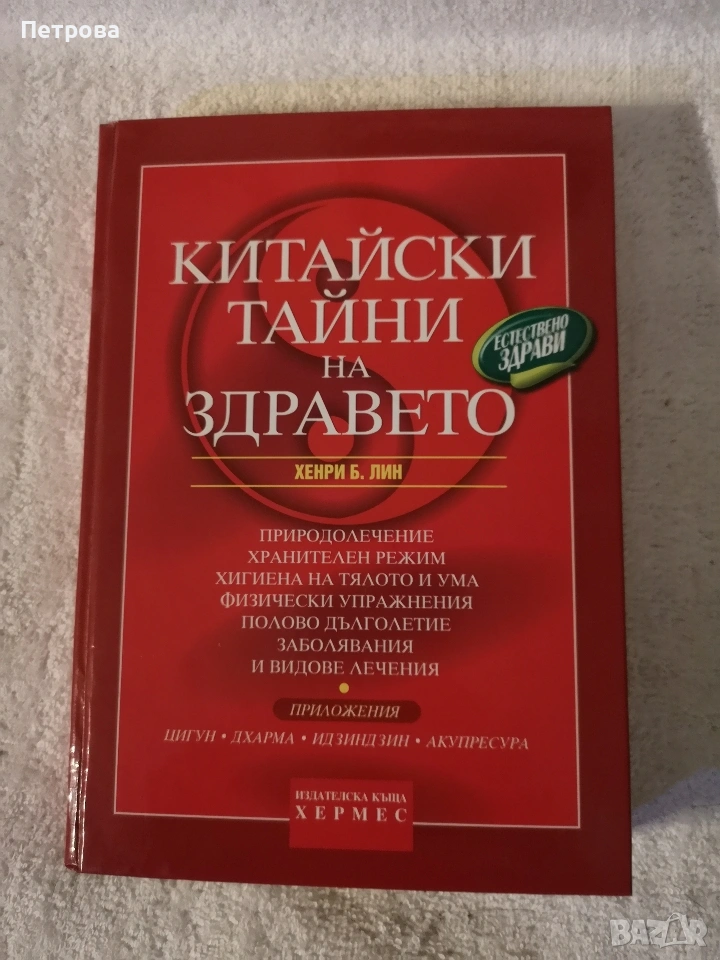 Петрова
КИТАЙСКИ
ТАЙНИ
НА
ЗДРАВЕТО
ЕСТЕСТВЕНО
ЗДРАВИ
ХЕНРИ Б. ЛИН
ПРИРОДОЛЕЧЕНИЕ
ХРАНИТЕЛЕН РЕЖИМ
ХИГИЕНА НА ТЯЛОТО И УМА
ФИЗИЧЕСКИ УПРАЖНЕНИЯ
ПОЛОВО ДЪЛГОЛЕТИЕ
ЗАБОЛЯВАНИЯ
И ВИДОВЕ ЛЕЧЕНИЯ
ПРИЛОЖЕНИЯ
ЦИГУН • ДХАРМА • ИДЗИНДЗИН • АКУПРЕСУРА
ИЗДАТЕЛСКА КЪЩА
ХЕРМЕС
BAZAR